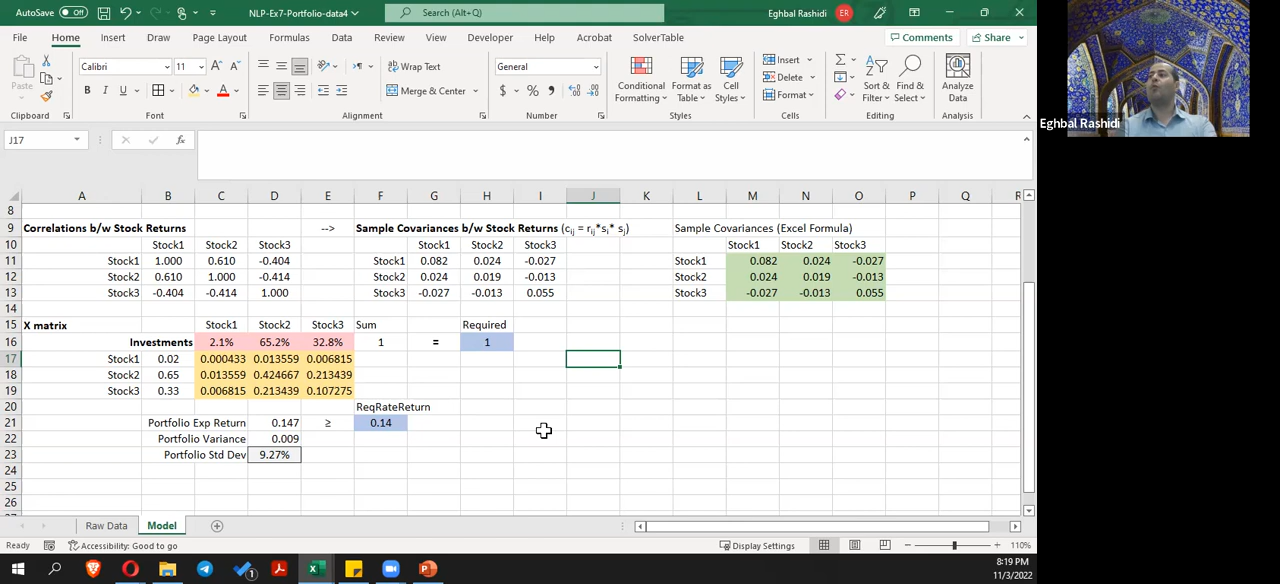 AutoSave Off NLP-Ex7-Portfolio-data4 Search (Alt+Q) Eghbal Rashidi ER
File Home Insert Draw Page Layout Formulas Data Review View Developer Help Acrobat SolverTable Comments Share
Paste Calibri 11 A A Wrap Text General Insert
B I U A Merge & Center $ % Conditional Formatting Format as Table Cell Styles Delete Format Sort & Filter Find & Select Analyze Data
Clipboard Font Alignment Number Styles Cells Editing Analysis
J17 fx
A B C D E F G H I J K L M N O P Q R
8
9 Correlations b/w Stock Returns --> Sample Covariances b/w Stock Returns (cij = rij*si* sj) Sample Covariances (Excel Formula)
10 Stock1 Stock2 Stock3 Stock1 Stock2 Stock3 Stock1 Stock2 Stock3
11 Stock1 1.000 0.610 -0.404 Stock1 0.082 0.024 -0.027 Stock1 0.082 0.024 -0.027
12 Stock2 0.610 1.000 -0.414 Stock2 0.024 0.019 -0.013 Stock2 0.024 0.019 -0.013
13 Stock3 -0.404 -0.414 1.000 Stock3 -0.027 -0.013 0.055 Stock3 -0.027 -0.013 0.055
14
15 X matrix Stock1 Stock2 Stock3 Sum Required
16 Investments 2.1% 65.2% 32.8% 1 = 1
17 Stock1 0.02 0.000433 0.013559 0.006815
18 Stock2 0.65 0.013559 0.424667 0.213439
19 Stock3 0.33 0.006815 0.213439 0.107275
20 ReqRateReturn
21 Portfolio Exp Return 0.147 ≥ 0.14
22 Portfolio Variance 0.009
23 Portfolio Std Dev 9.27%
24
25
26
Raw Data Model
Ready Accessibility: Good to go Display Settings 110%
8:19 PM
11/3/2022
Eghbal Rashidi